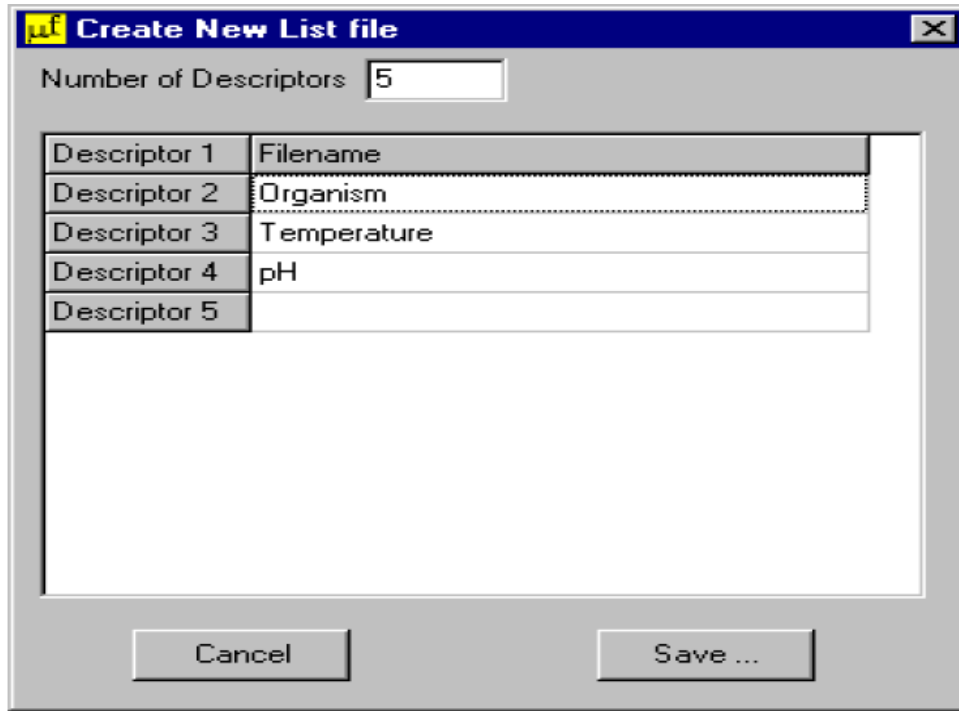 µf Create New List file
Number of Descriptors 5
Descriptor 1 Filename
Descriptor 2 Organism
Descriptor 3 Temperature
Descriptor 4 pH
Descriptor 5
Cancel Save ...